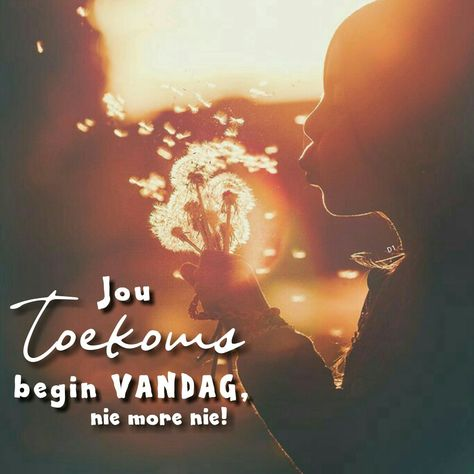 Jou
Toekoms
begin VANDAG,
nie more nie!